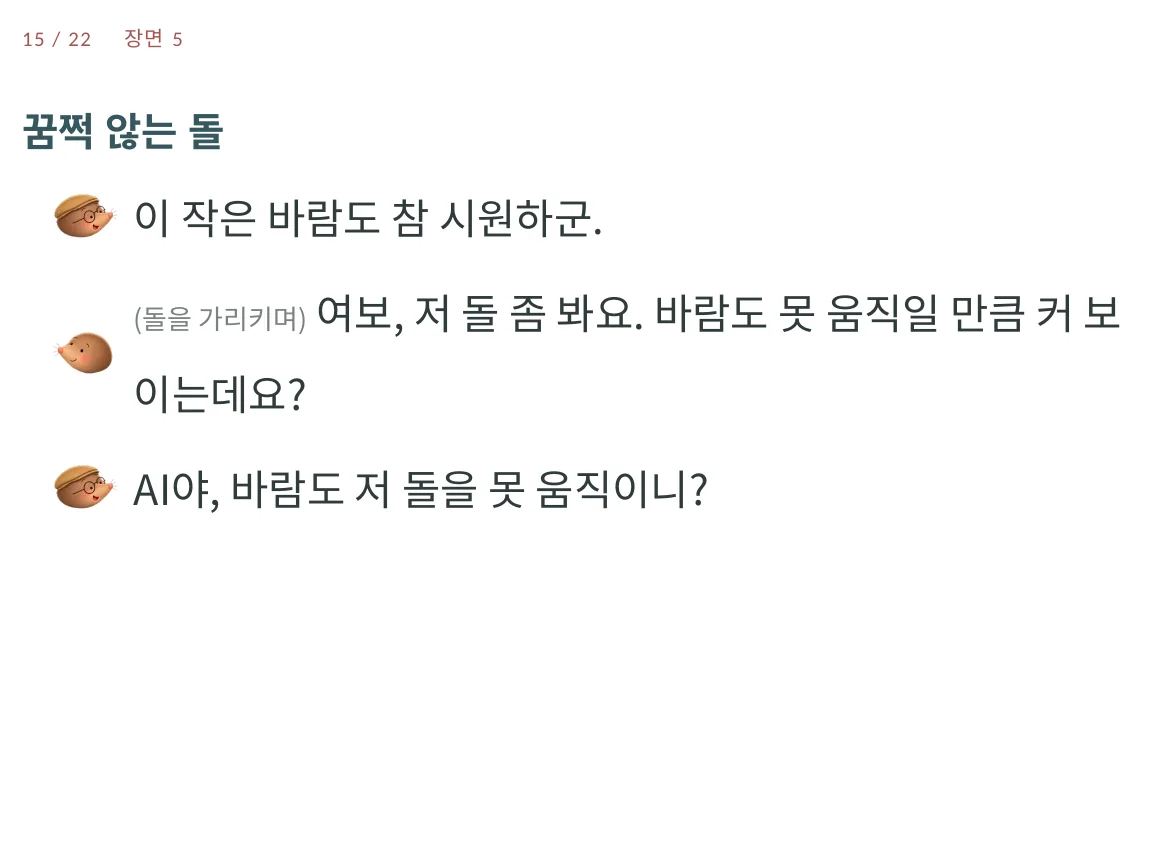 15 / 22 장면 5
꿈쩍 않는 돌
이 작은 바람도 참 시원하군.
(돌을 가리키며) 여보, 저 돌 좀 봐요. 바람도 못 움직일 만큼 커 보
이는데요?
AI야, 바람도 저 돌을 못 움직이니?